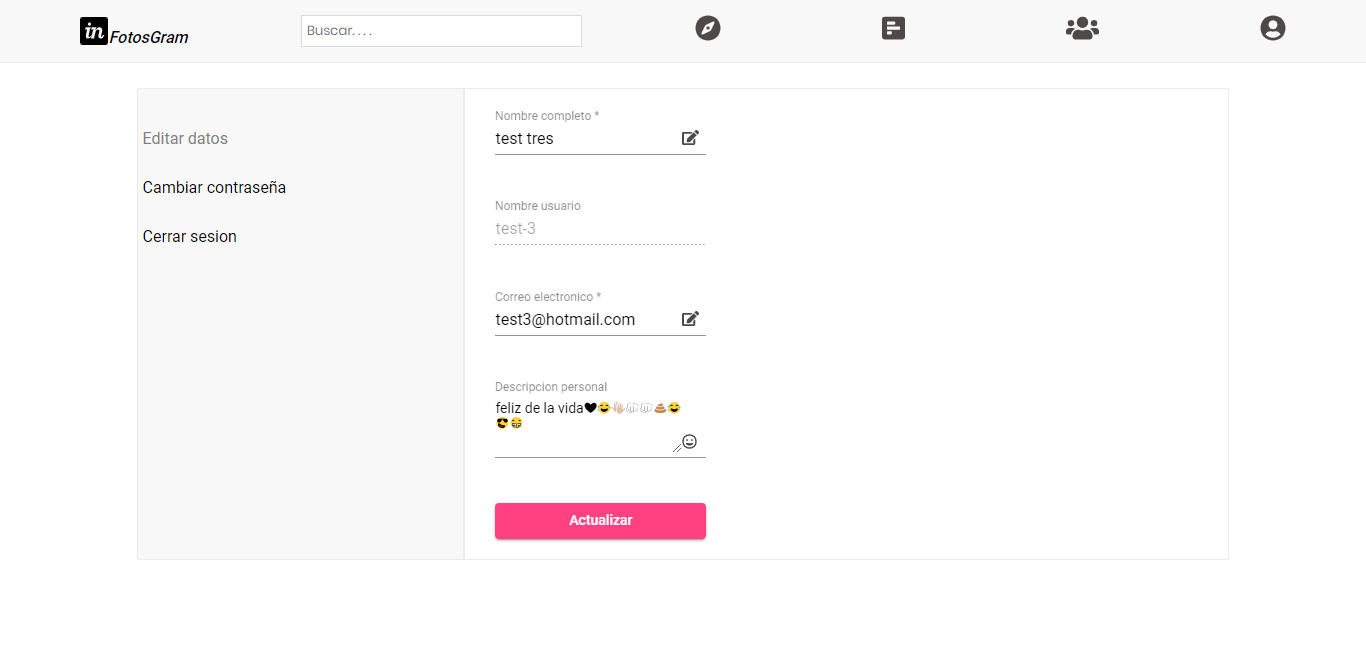 in FotosGram
Buscar....
Editar datos
Cambiar contraseña
Cerrar sesion
Nombre completo *
test tres
Nombre usuario
test-3
Correo electronico *
test3@hotmail.com
Descripcion personal
feliz de la vida🖤😂👋🏻👊🏻👊🏻💩😂
😎😁
Actualizar